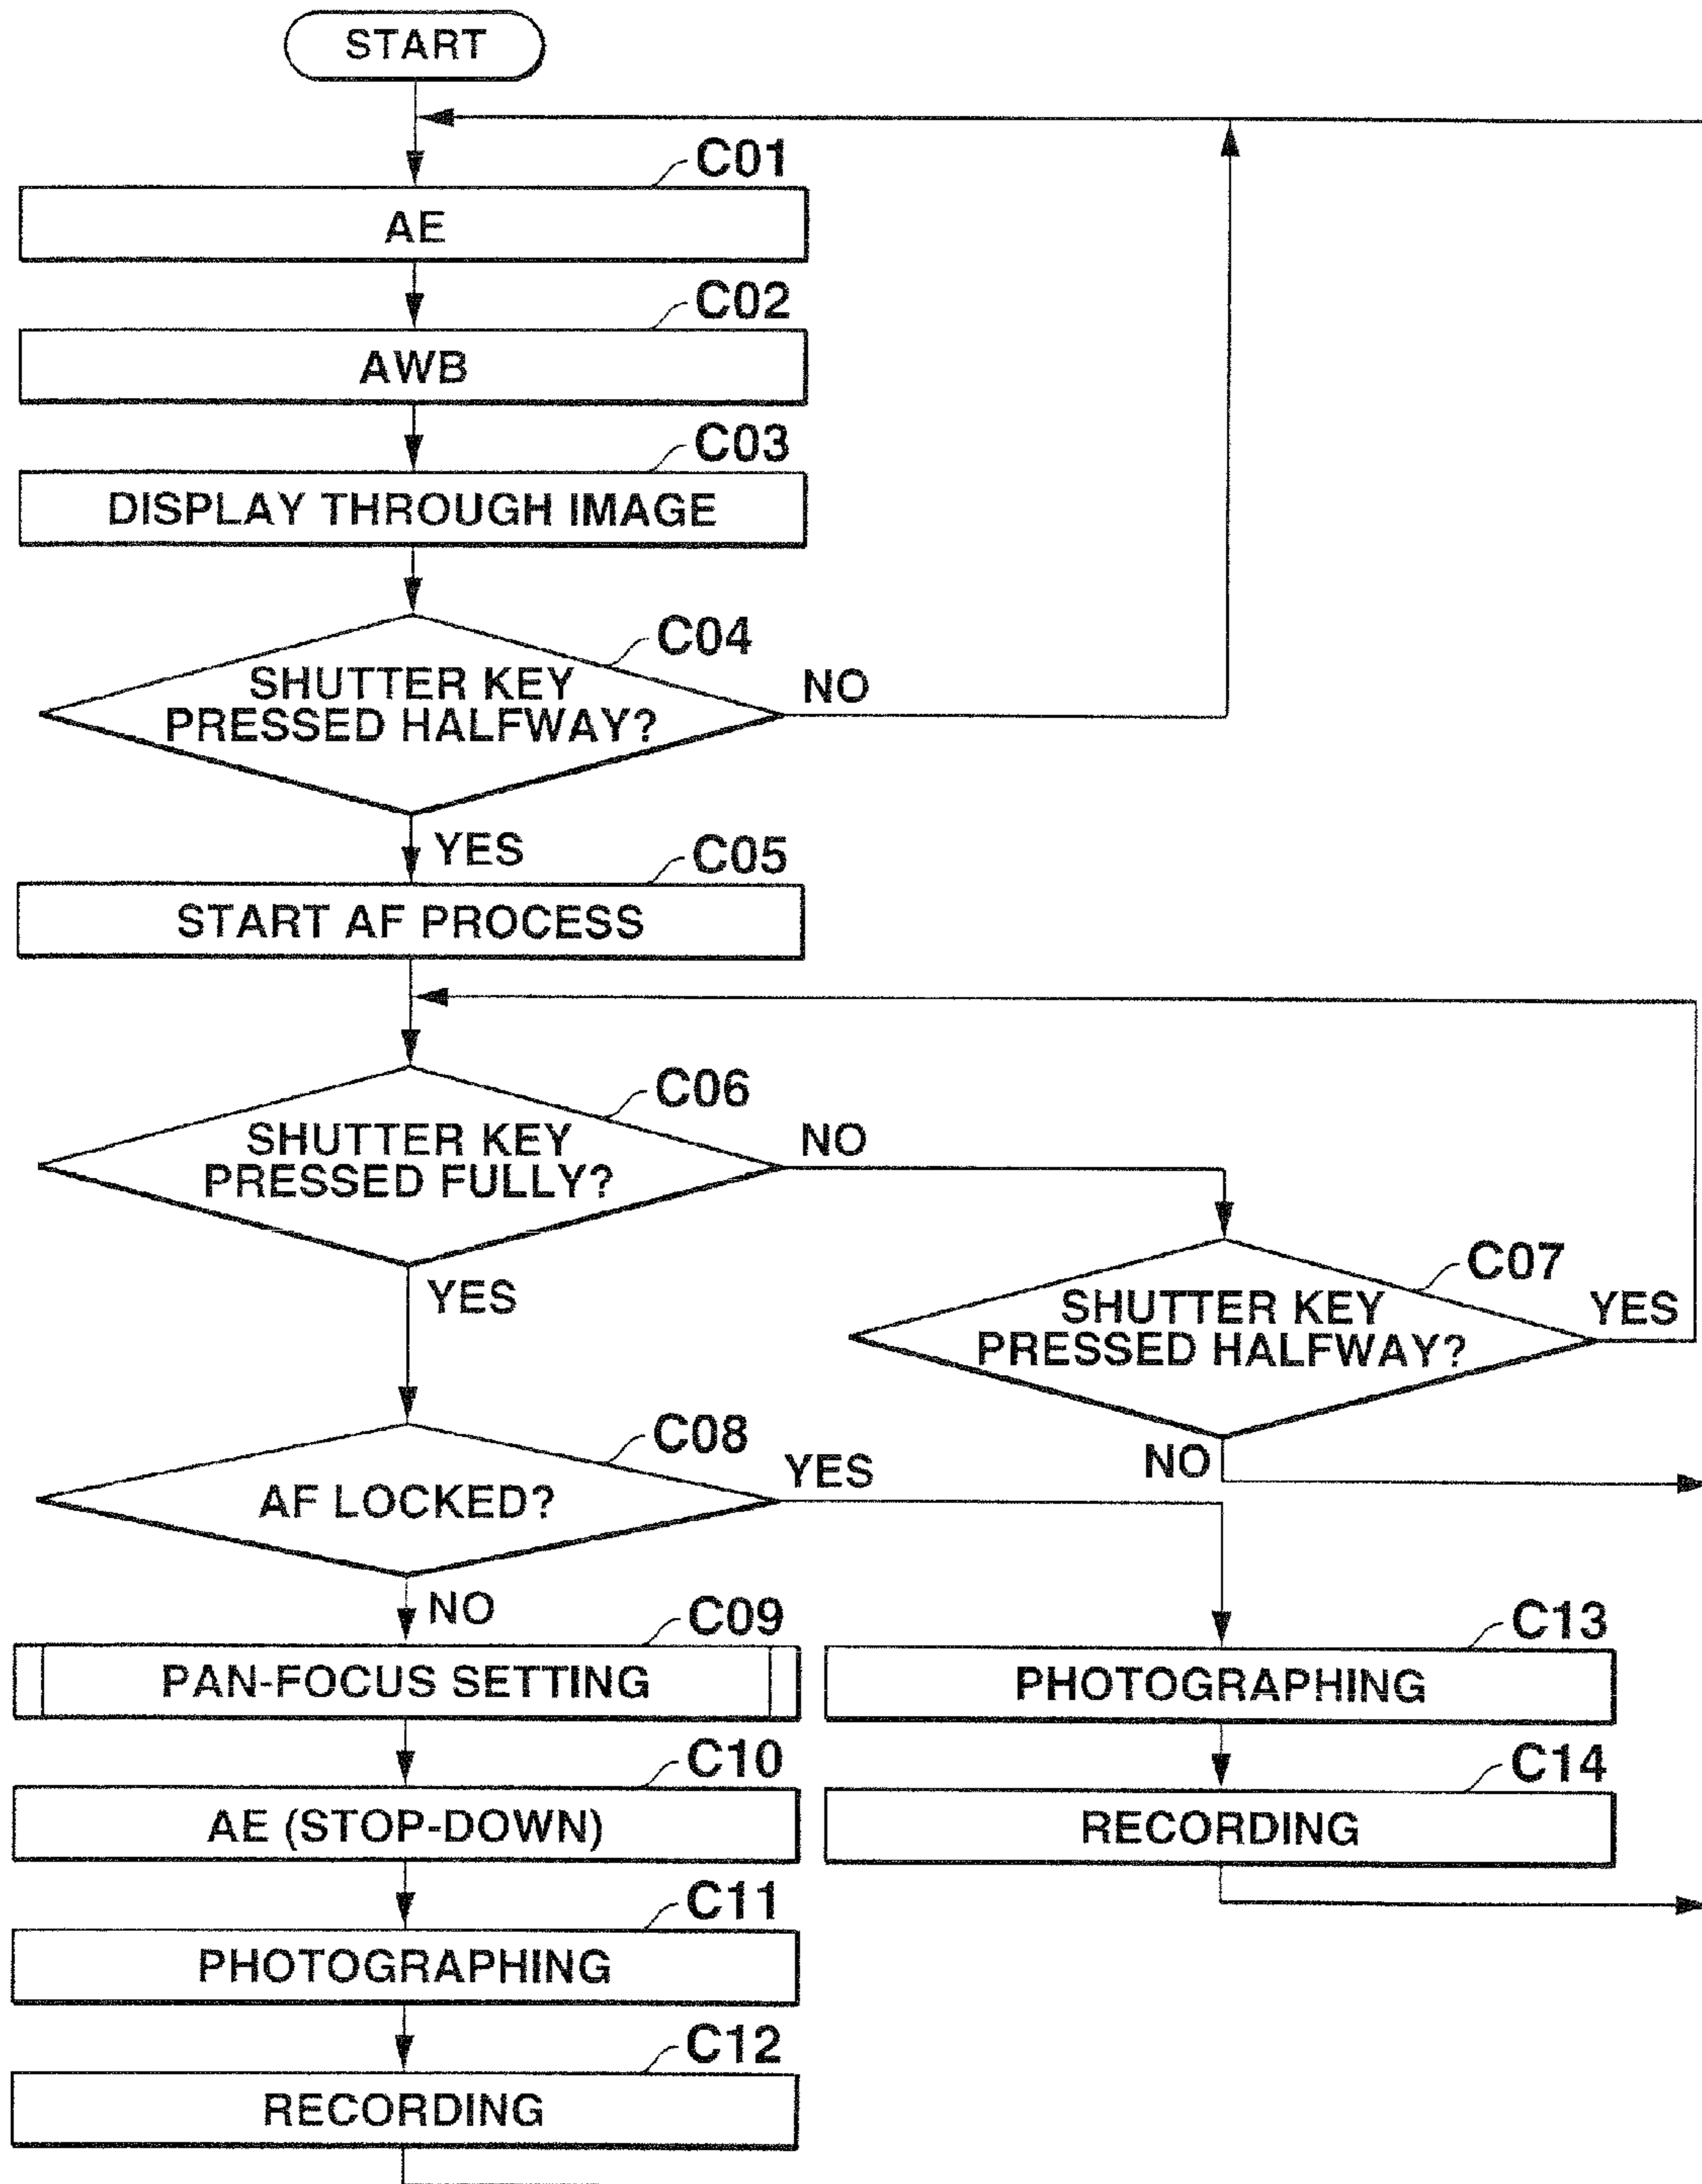 START
C01
AE
C02
AWB
C03
DISPLAY THROUGH IMAGE
C04
SHUTTER KEY
PRESSED HALFWAY?
NO
YES
C05
START AF PROCESS
C06
SHUTTER KEY
PRESSED FULLY?
NO
YES
C07
SHUTTER KEY
PRESSED HALFWAY?
YES
NO
C08
AF LOCKED?
YES
NO
C09
PAN-FOCUS SETTING
C13
PHOTOGRAPHING
C10
AE (STOP-DOWN)
C14
RECORDING
C11
PHOTOGRAPHING
C12
RECORDING